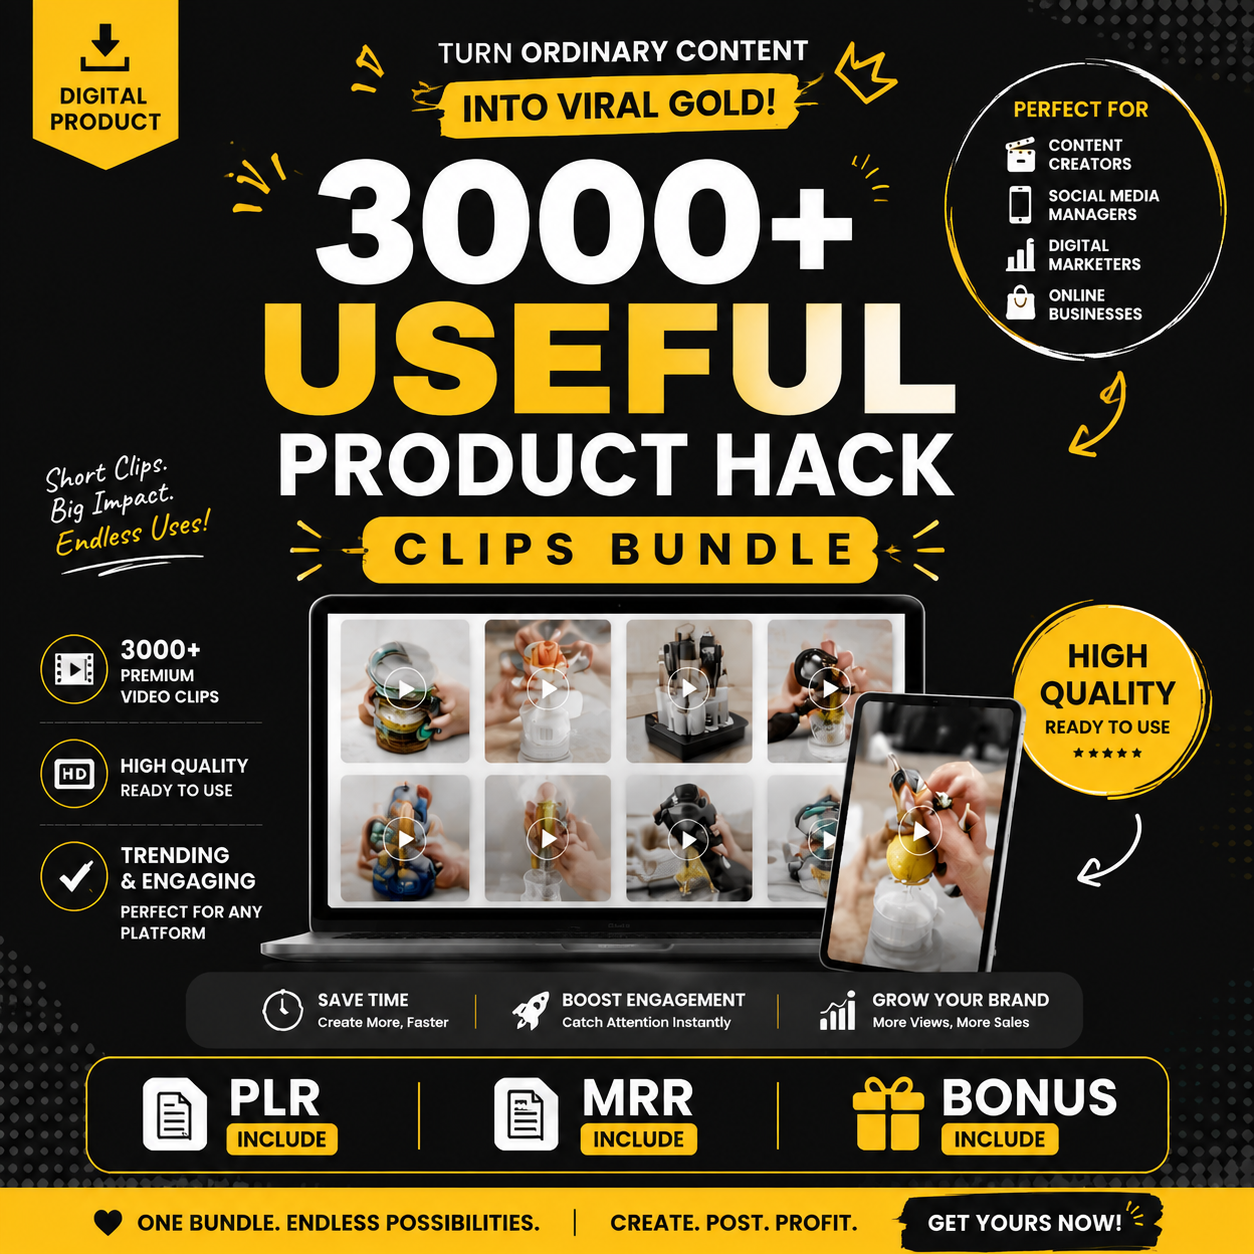 DIGITAL
PRODUCT
TURN ORDINARY CONTENT
INTO VIRAL GOLD!
3000+
USEFUL
PRODUCT HACK
CLIPS BUNDLE
PERFECT FOR
CONTENT
CREATORS
SOCIAL MEDIA
MANAGERS
DIGITAL
MARKETERS
ONLINE
BUSINESSES
Short Clips.
Big Impact.
Endless Uses!
3000+
PREMIUM
VIDEO CLIPS
HD
HIGH QUALITY
READY TO USE
TRENDING
& ENGAGING
PERFECT FOR ANY
PLATFORM
HIGH
QUALITY
READY TO USE
SAVE TIME
Create More, Faster
BOOST ENGAGEMENT
Catch Attention Instantly
GROW YOUR BRAND
More Views, More Sales
PLR
INCLUDE
MRR
INCLUDE
BONUS
INCLUDE
ONE BUNDLE. ENDLESS POSSIBILITIES.
CREATE. POST. PROFIT.
GET YOURS NOW!